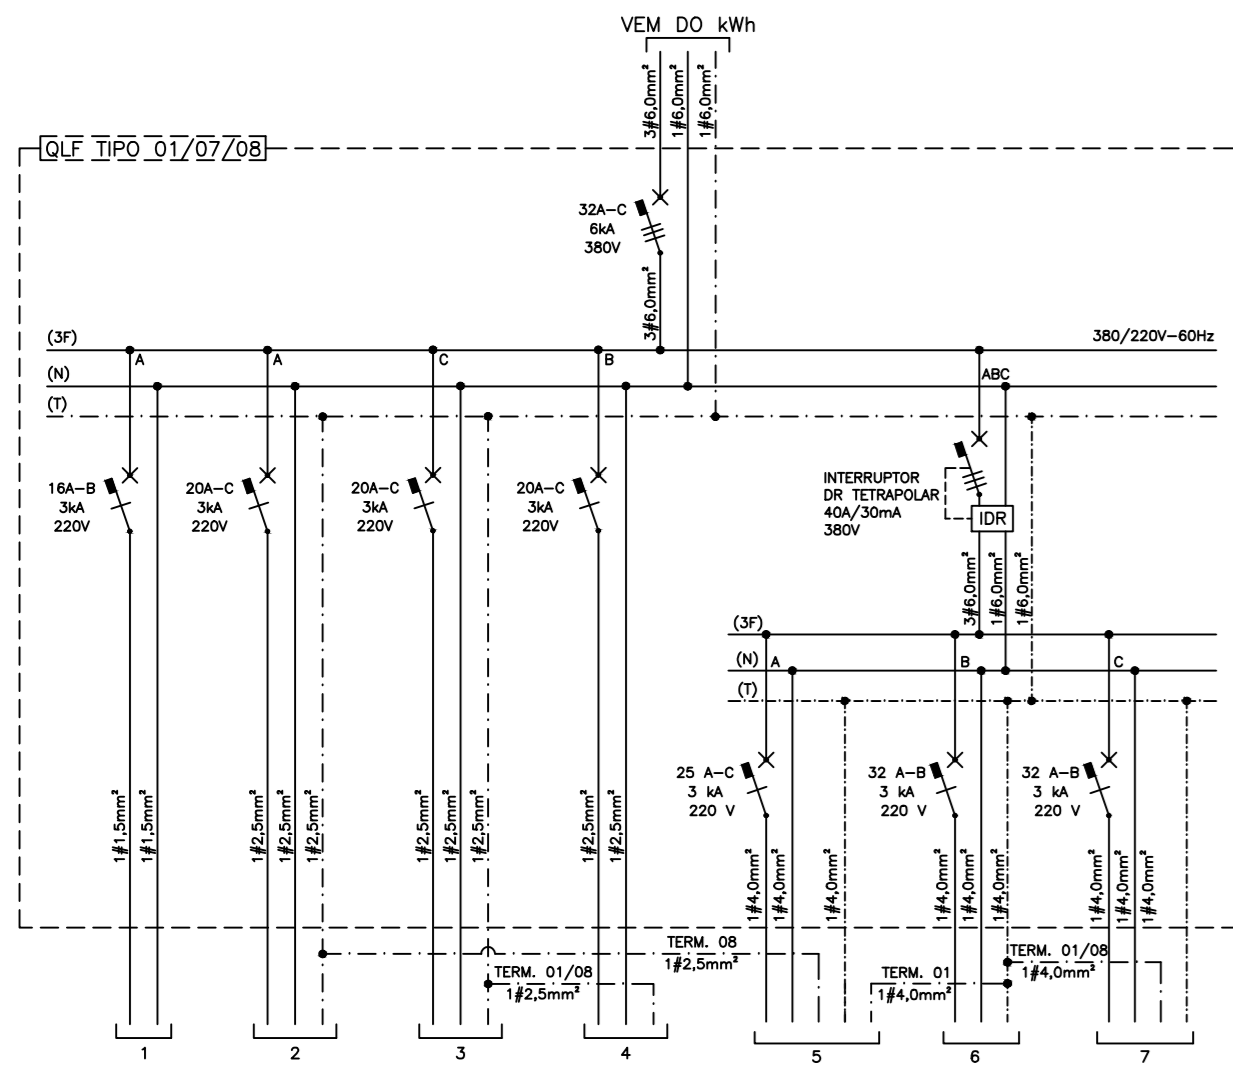 VEM DO kWh
3#6,0mm²
1#6,0mm²
1#6,0mm²
QLF TIPO 01/07/08
32A-C
6kA
380V
3#6,0mm²
(3F)
380/220V-60Hz
A
A
C
B
(N)
ABC
(T)
16A-B
3kA
220V
20A-C
3kA
220V
20A-C
3kA
220V
20A-C
3kA
220V
INTERRUPTOR
DR TETRAPOLAR
40A/30mA
380V
IDR
3#6,0mm²
1#6,0mm²
1#6,0mm²
(3F)
(N)
A
B
C
(T)
25 A-C
3 kA
220 V
32 A-B
3 kA
220 V
32 A-B
3 kA
220 V
1#1,5mm²
1#1,5mm²
1#2,5mm²
1#2,5mm²
1#2,5mm²
1#2,5mm²
1#2,5mm²
1#2,5mm²
1#2,5mm²
1#2,5mm²
1#4,0mm²
1#4,0mm²
1#4,0mm²
1#4,0mm²
1#4,0mm²
1#4,0mm²
1#4,0mm²
1#4,0mm²
1#4,0mm²
TERM. 08
1#2,5mm²
TERM. 01/08
1#2,5mm²
TERM. 01
1#4,0mm²
TERM. 01/08
1#4,0mm²
1
2
3
4
5
6
7